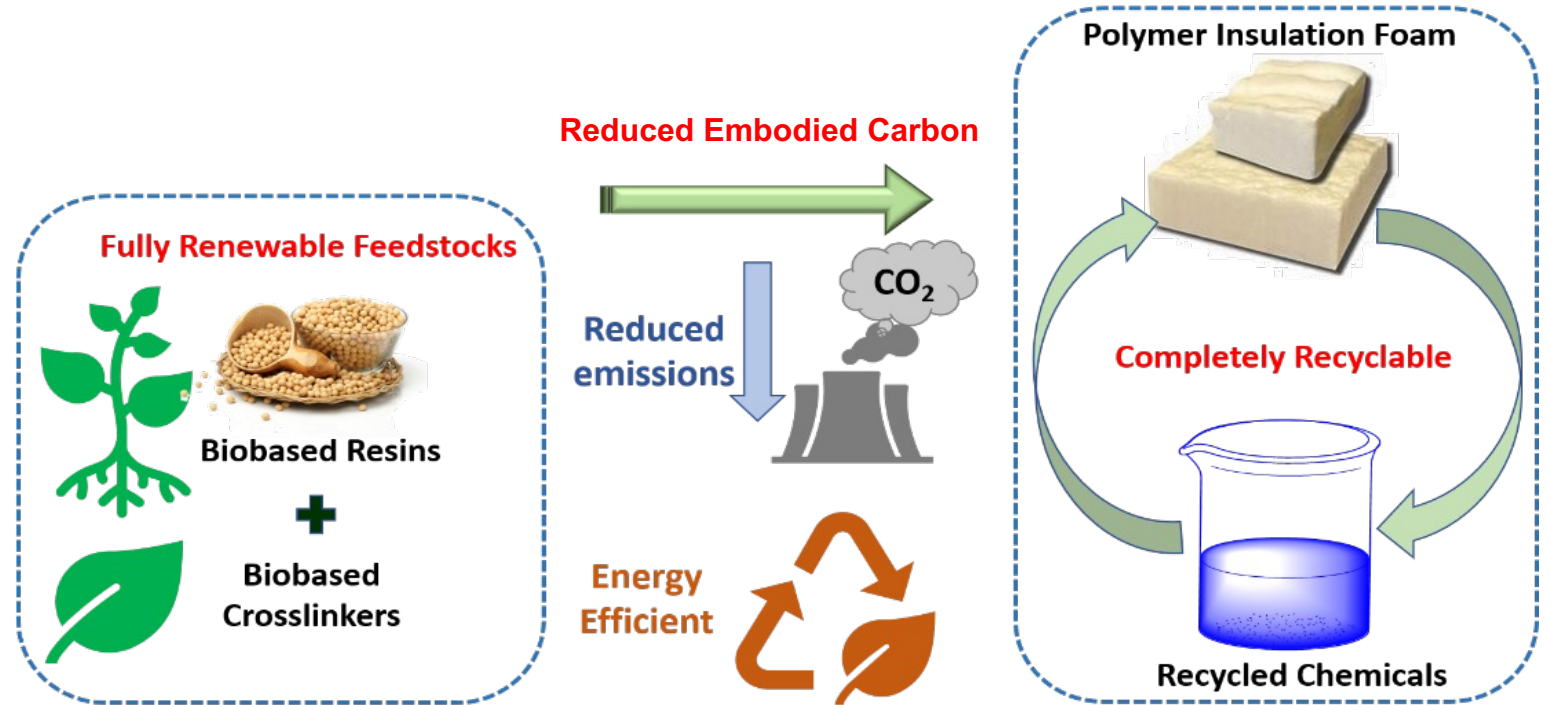 Fully Renewable Feedstocks
Biobased Resins
Biobased
Crosslinkers
Reduced Embodied Carbon
CO₂
Reduced
emissions
Energy
Efficient
Polymer Insulation Foam
Completely Recyclable
Recycled Chemicals